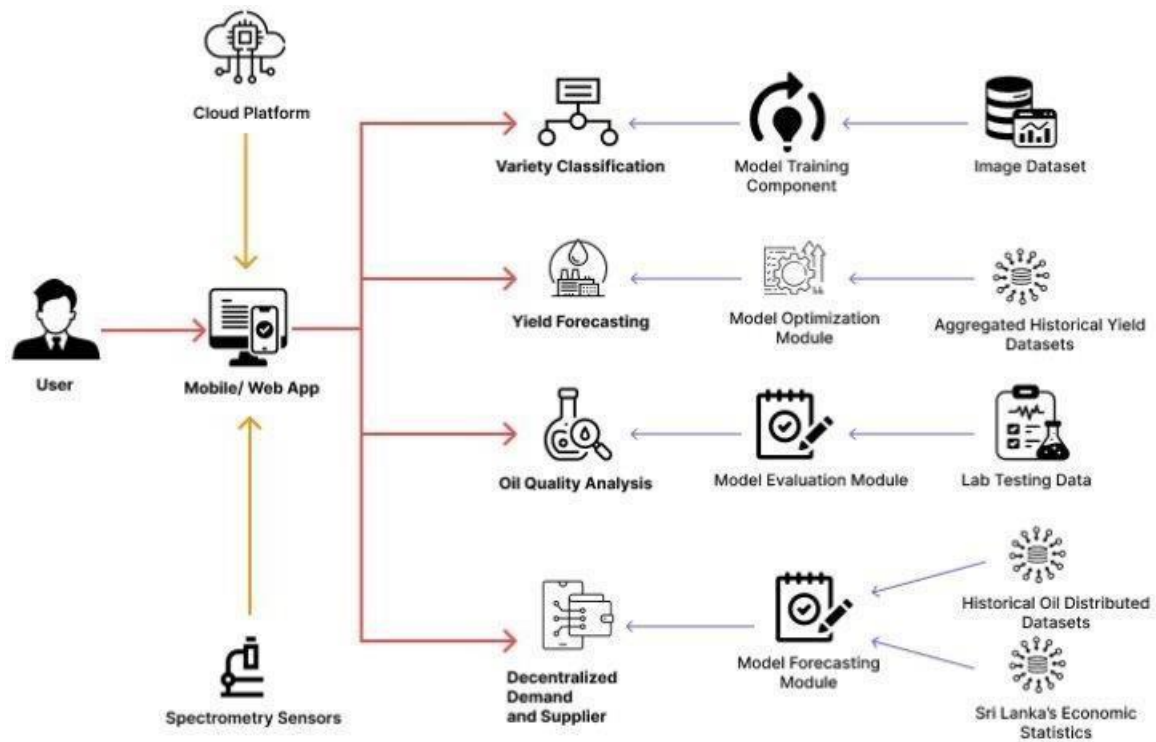 Cloud Platform
Variety Classification
Model Training
Component
Image Dataset
User
Mobile/ Web App
Yield Forecasting
Model Optimization
Module
Aggregated Historical Yield
Datasets
Oil Quality Analysis
Model Evaluation Module
Lab Testing Data
Spectrometry Sensors
Decentralized
Demand
and Supplier
Model Forecasting
Module
Historical Oil Distributed
Datasets
Sri Lanka's Economic
Statistics